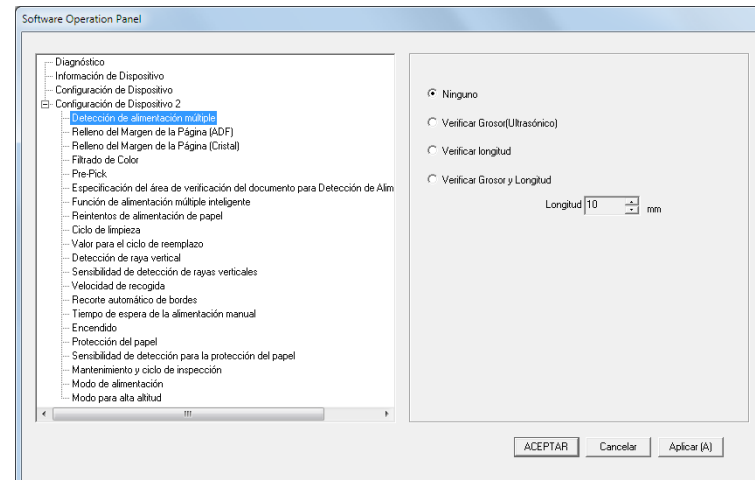 Software Operation Panel
Diagnóstico
Información de Dispositivo
Configuración de Dispositivo
Configuración de Dispositivo 2
Detección de alimentación múltiple
Relleno del Margen de la Página (ADF)
Relleno del Margen de la Página (Cristal)
Filtrado de Color
Pre-Pick
Especificación del área de verificación del documento para Detección de Alim
Función de alimentación múltiple inteligente
Reintentos de alimentación de papel
Ciclo de limpieza
Valor para el ciclo de reemplazo
Detección de raya vertical
Sensibilidad de detección de rayas verticales
Velocidad de recogida
Recorte automático de bordes
Tiempo de espera de la alimentación manual
Encendido
Protección del papel
Sensibilidad de detección para la protección del papel
Mantenimiento y ciclo de inspección
Modo de alimentación
Modo para alta altitud
Ninguno
Verificar Grosor(Ultrasónico)
Verificar longitud
Verificar Grosor y Longitud
Longitud 10 mm
ACEPTAR Cancelar Aplicar (A)